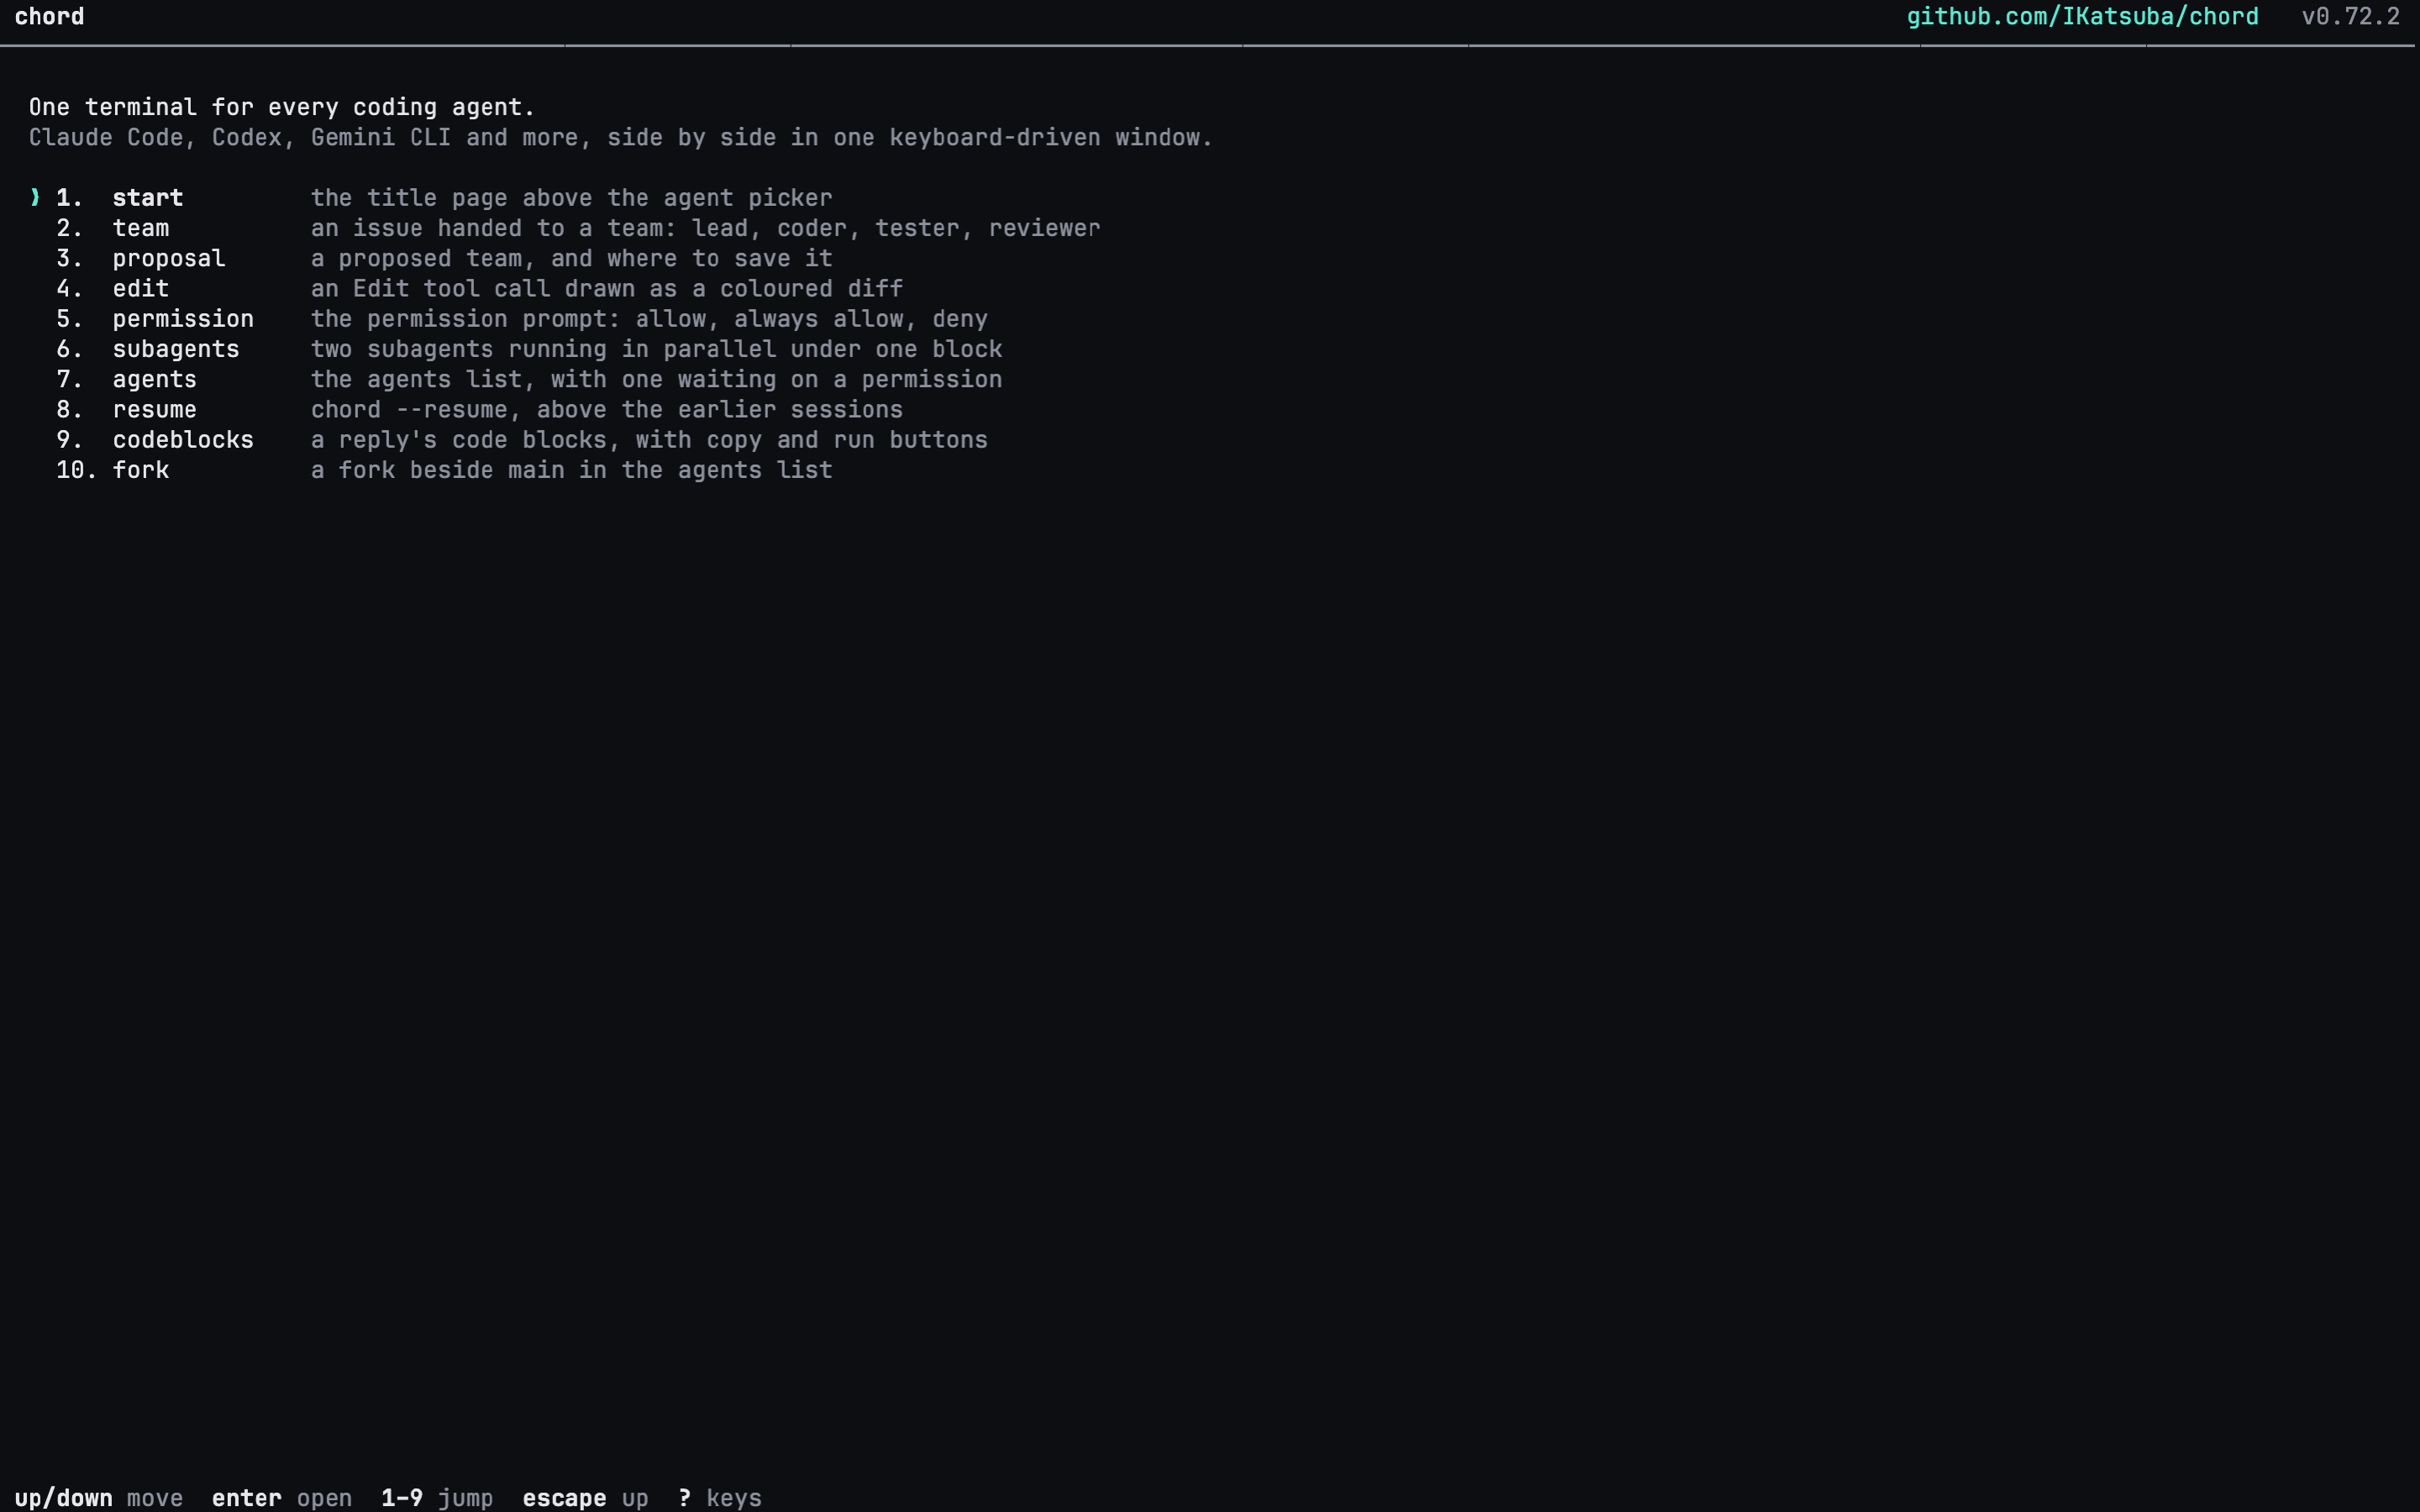 chord github.com/IKatsuba/chord v0.72.2
One terminal for every coding agent.
Claude Code, Codex, Gemini CLI and more, side by side in one keyboard-driven window.
❭ 1. start the title page above the agent picker
2. team an issue handed to a team: lead, coder, tester, reviewer
3. proposal a proposed team, and where to save it
4. edit an Edit tool call drawn as a coloured diff
5. permission the permission prompt: allow, always allow, deny
6. subagents two subagents running in parallel under one block
7. agents the agents list, with one waiting on a permission
8. resume chord --resume, above the earlier sessions
9. codeblocks a reply's code blocks, with copy and run buttons
10. fork a fork beside main in the agents list
up/down move enter open 1-9 jump escape up ? keys